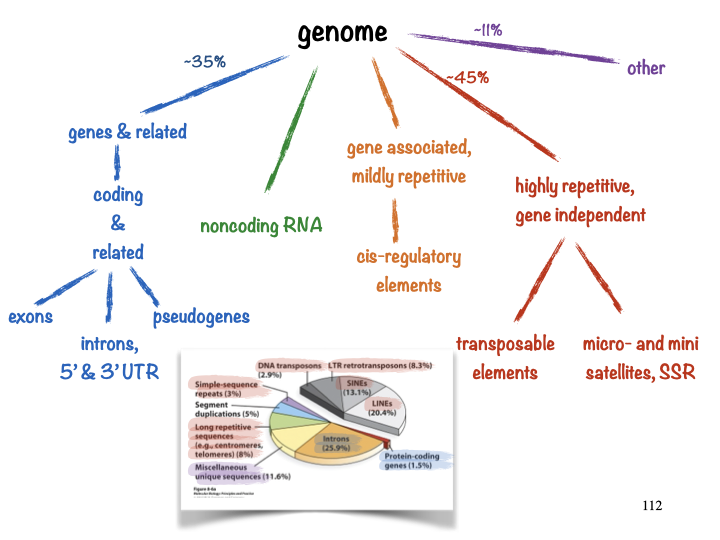 genome
~11%
~35%
other
~45%
genes & related
gene associated,
mildly repetitive
highly repetitive,
gene independent
coding
&
related
noncoding RNA
cis-regulatory
elements
exons
pseudogenes
introns,
5' & 3' UTR
transposable
elements
micro- and mini
satellites, SSR
DNA transposons
(2.9%)
LTR retrotransposons (8.3%)
SINEs
(13.1%)
LINEs
(20.4%)
Simple-sequence
repeats (3%)
Segment
duplications (5%)
Long repetitive
sequences
(e.g., centromeres,
telomeres) (8%)
Introns
(25.9%)
Protein-coding
genes (1.5%)
Miscellaneous
unique sequences (11.6%)
Molecular Biology: Principles and Practice
112